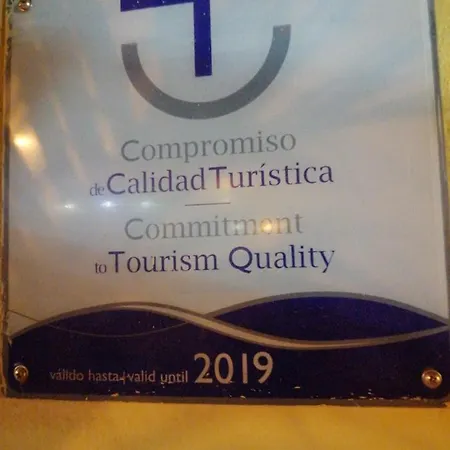 Compromiso
de Calidad Turística
Commitment
to Tourism Quality
válido hasta / valid until 2019